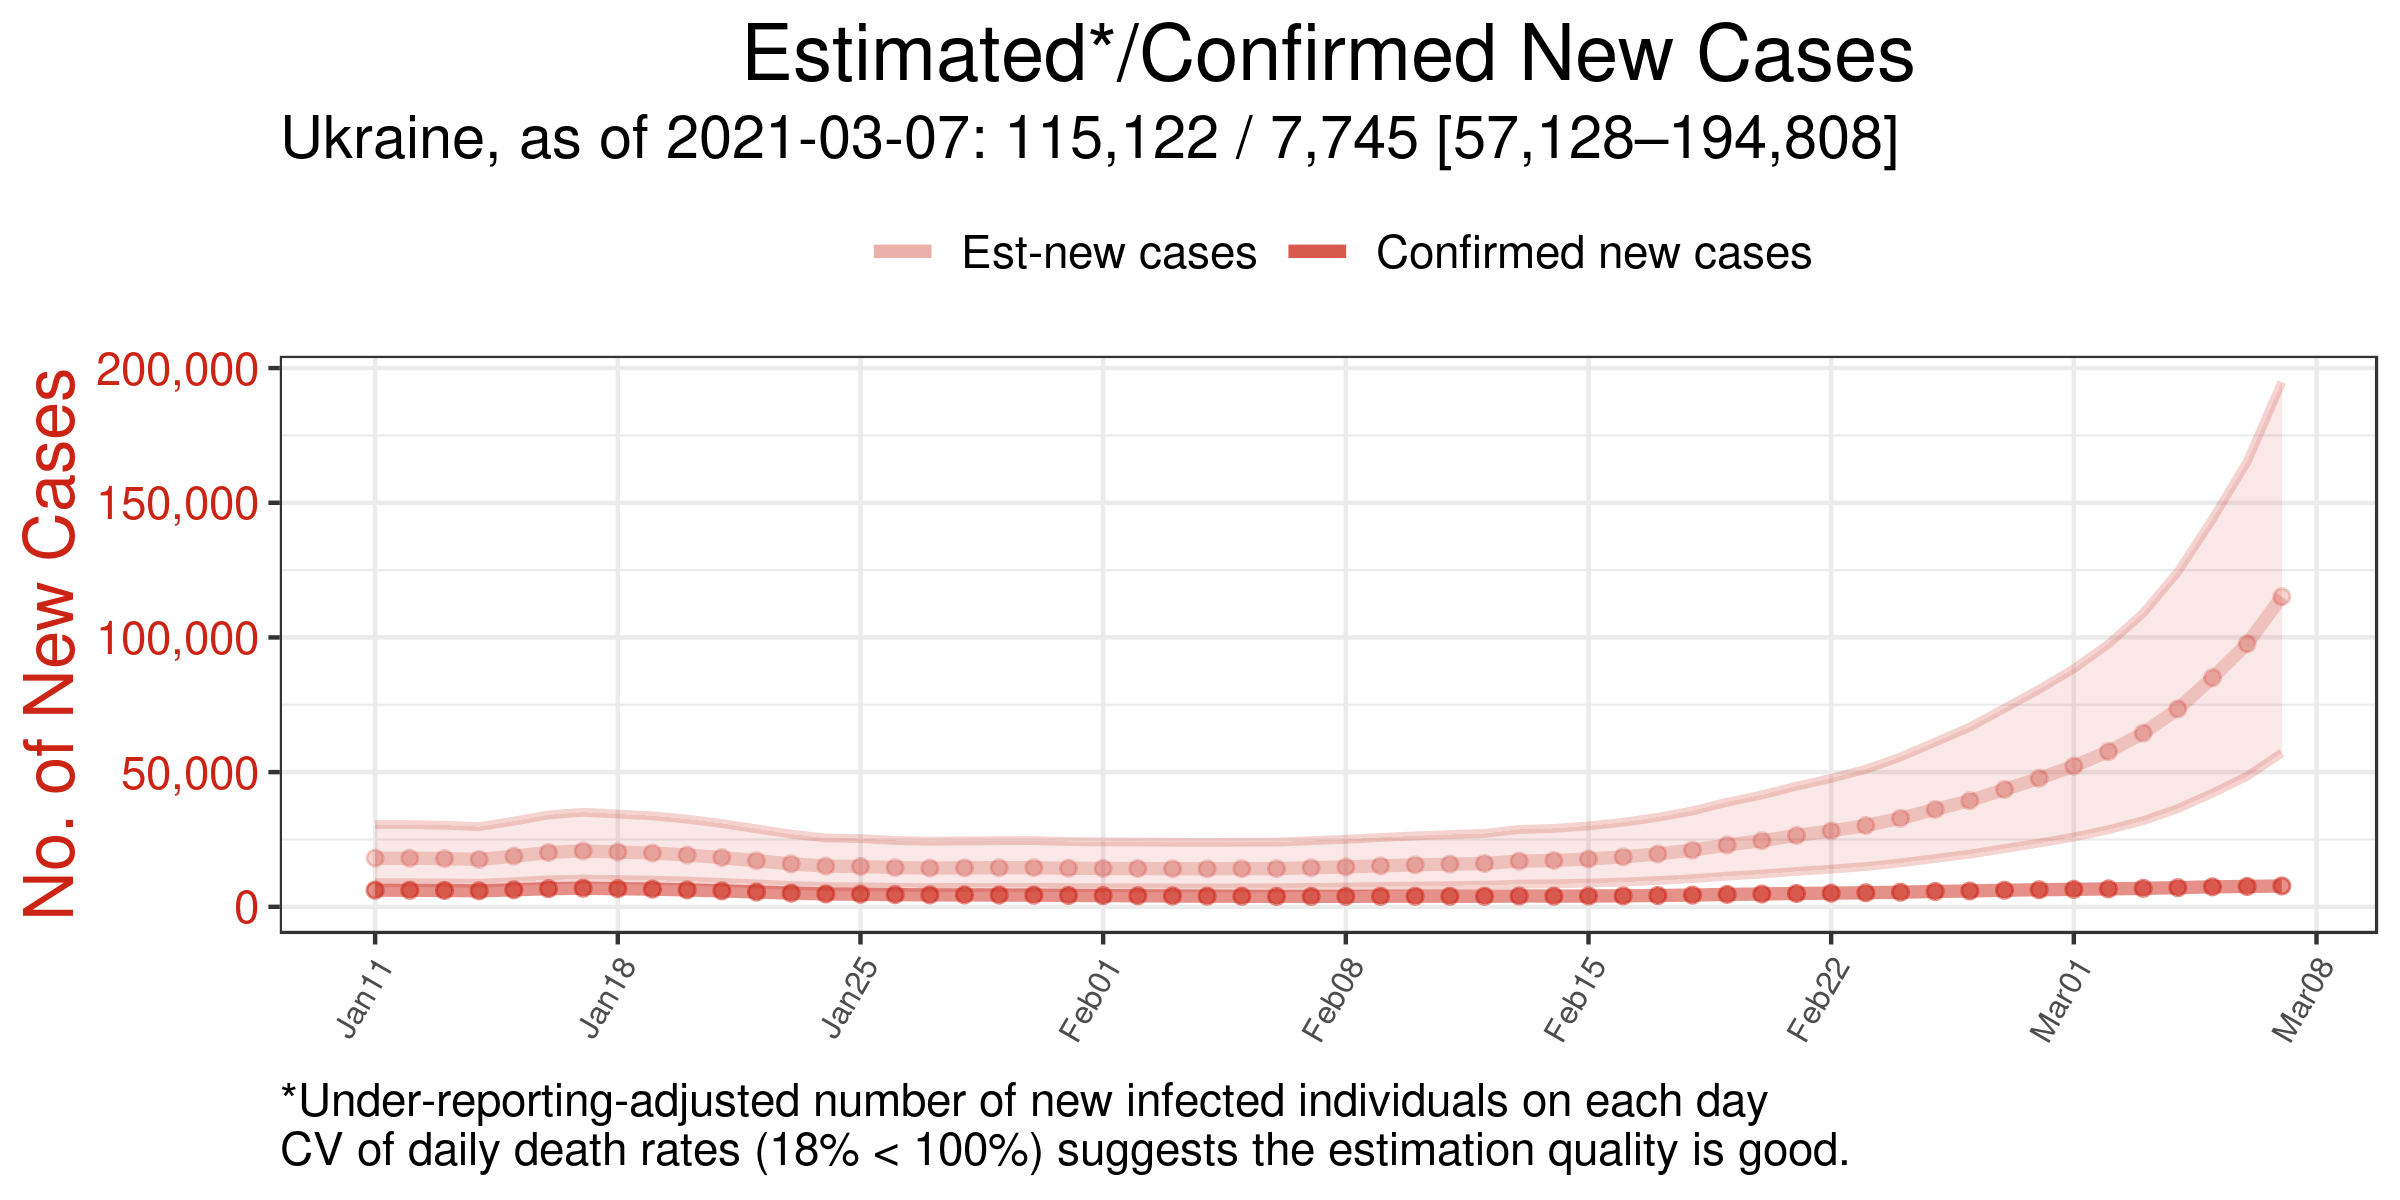 Estimated*/Confirmed New Cases
Ukraine, as of 2021-03-07: 115,122 / 7,745 [57,128–194,808]
Est-new cases
Confirmed new cases
No. of New Cases
200,000
150,000
100,000
50,000
0
Jan11
Jan18
Jan25
Feb01
Feb08
Feb15
Feb22
Mar01
Mar08
*Under-reporting-adjusted number of new infected individuals on each day
CV of daily death rates (18% < 100%) suggests the estimation quality is good.